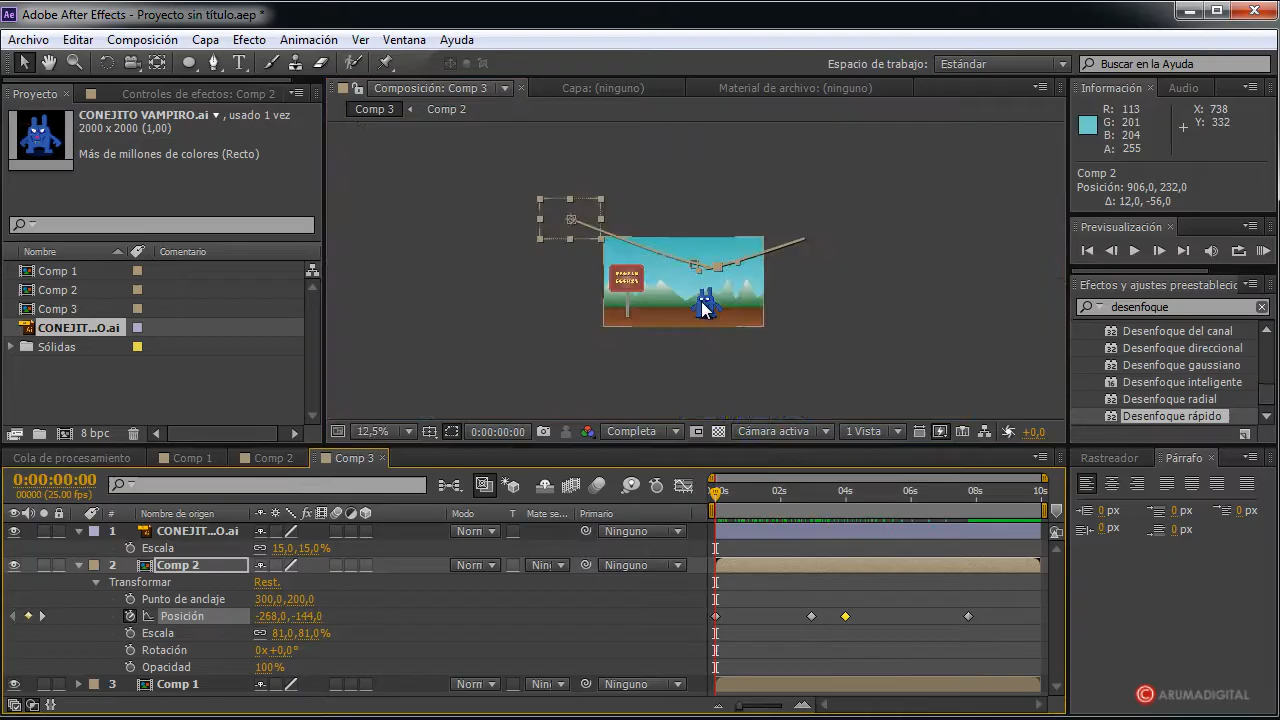 Adobe After Effects - Proyecto sin título.aep *
Archivo Editar Composición Capa Efecto Animación Ver Ventana Ayuda
Espacio de trabajo: Estándar Buscar en la Ayuda
Proyecto Controles de efectos: Comp 2 Composición: Comp 3 Capa: (ninguno) Material de archivo: (ninguno) Información Audio
CONEJITO VAMPIRO.ai , usado 1 vez
2000 x 2000 (1,00)
Más de millones de colores (Recto)
Comp 3 Comp 2
R: 113 X: 738
G: 201 Y: 332
B: 204
A: 255
Comp 2
Posición: 906,0, 232,0
Δ: 12,0, -56,0
Previsualización
Nombre Comentario
Comp 1
Comp 2
Comp 3
CONEJIT...O.ai
Sólidas
Efectos y ajustes preestablecidos
desenfoque
Desenfoque del canal
Desenfoque direccional
Desenfoque gaussiano
Desenfoque inteligente
Desenfoque radial
Desenfoque rápido
8 bpc 12,5% 0:00:00:00 Completa Cámara activa 1 Vista +0,0
Cola de procesamiento Comp 1 Comp 2 Comp 3 Rastreador Párrafo
0:00:00:00
00000 (25.00 fps)
02s 04s 06s 08s 10s
# Nombre de origen Modo T Mate se... Primario
1 CONEJIT...O.ai Norm Ninguno
Escala 15,0,15,0%
2 Comp 2 Norm Nin Ninguno
Transformar Rest.
Punto de anclaje 300,0,200,0
Posición -268,0,-144,0
Escala 81,0,81,0%
Rotación 0x+0,0°
Opacidad 100%
3 Comp 1 Norm Nin Ninguno
0 px 0 px 0 px
0 px 0 px
© ARUMADIGITAL